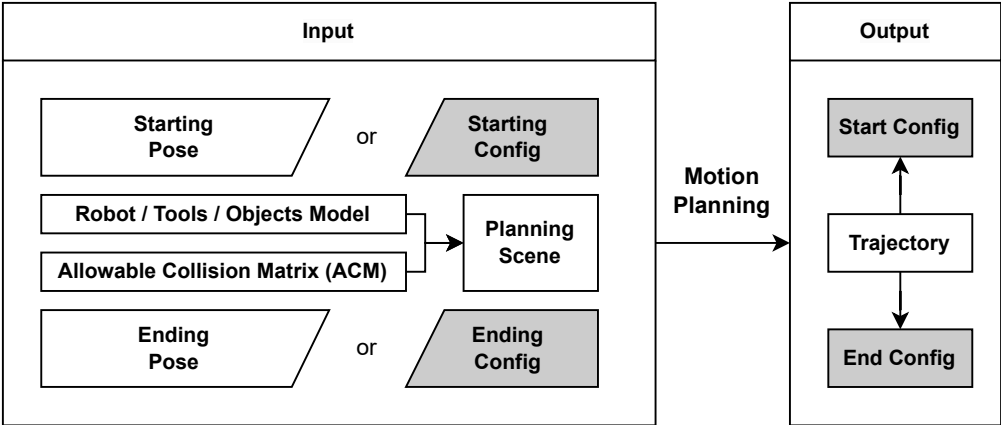 Input
Starting
Pose
or
Starting
Config
Robot / Tools / Objects Model
Allowable Collision Matrix (ACM)
Planning
Scene
Ending
Pose
or
Ending
Config
Motion
Planning
Output
Start Config
Trajectory
End Config